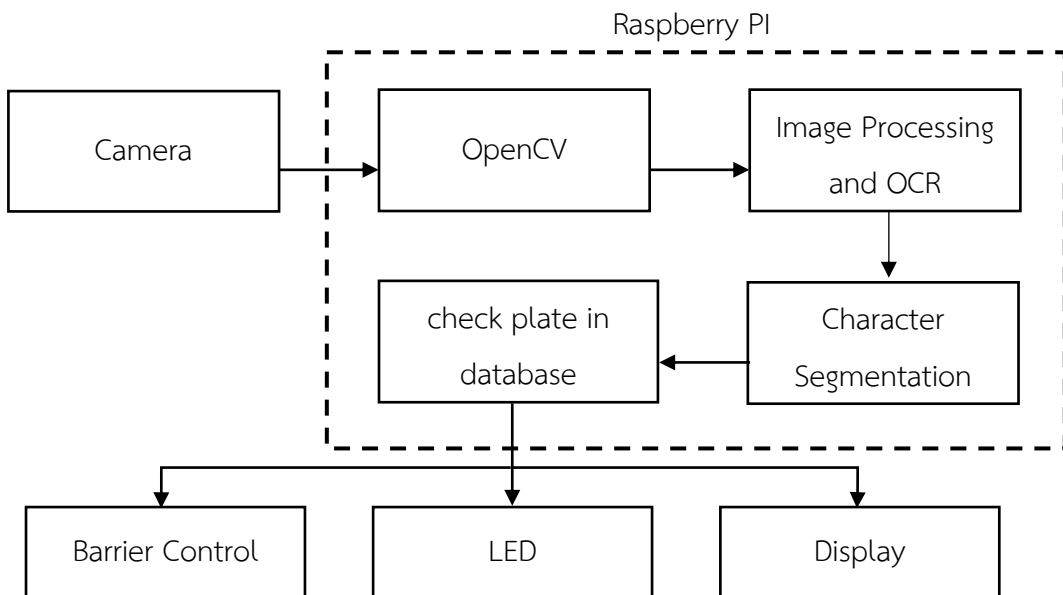 Raspberry PI
Camera
OpenCV
Image Processing
and OCR
check plate in
database
Character
Segmentation
Barrier Control
LED
Display